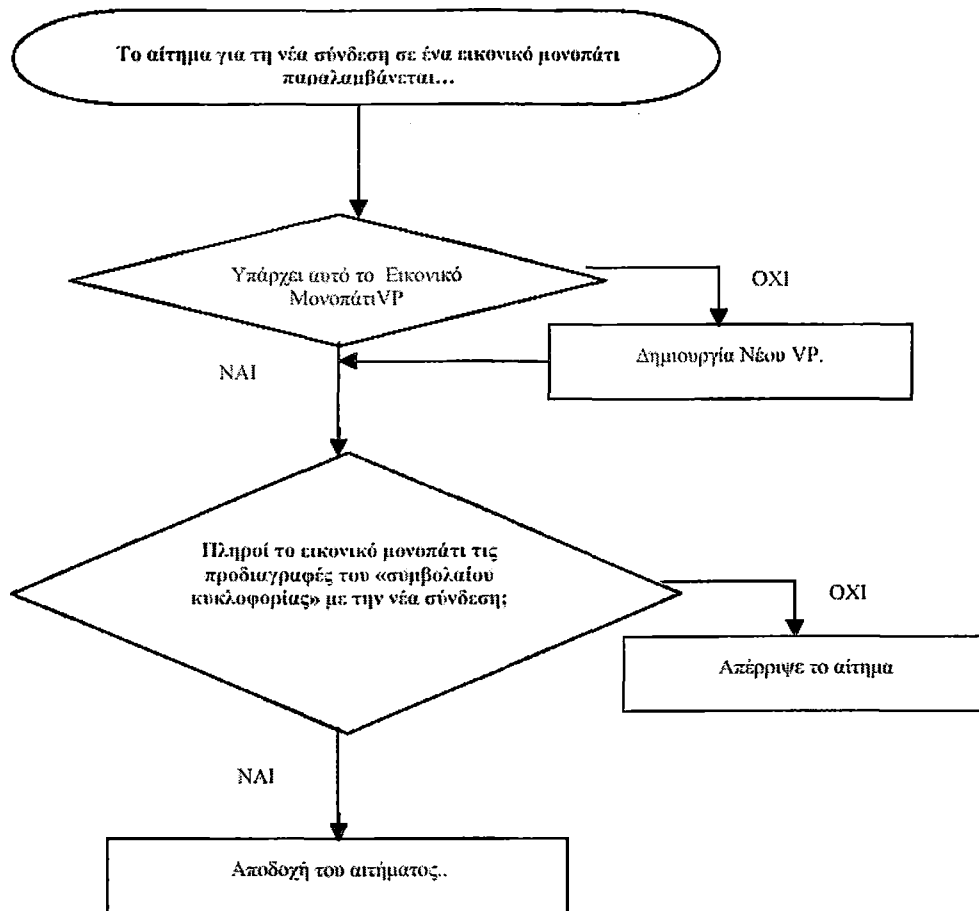 Το αίτημα για τη νέα σύνδεση σε ένα εικονικό μονοπάτι
παραλαμβάνεται...
Υπάρχει αυτό το Εικονικό
ΜονοπάτιVP
ΟΧΙ
Δημιουργία Νέου VP.
ΝΑΙ
Πληροί το εικονικό μονοπάτι τις
προδιαγραφές του «συμβολαίου
κυκλοφορίας» με την νέα σύνδεση;
ΟΧΙ
Απέρριψε το αίτημα
ΝΑΙ
Αποδοχή του αιτήματος..